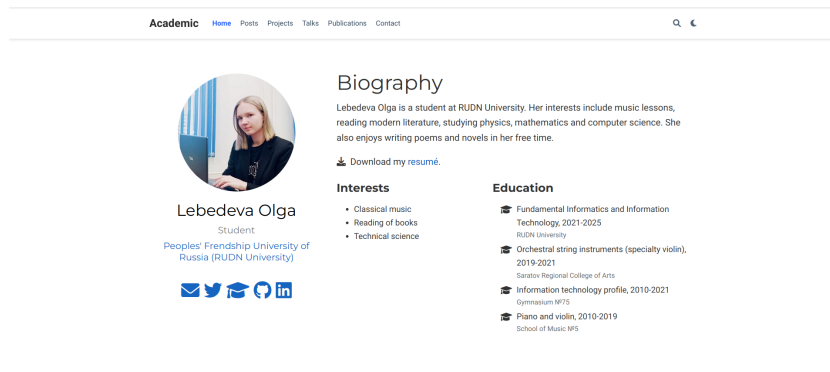 Academic Home Posts Projects Talks Publications Contact
Lebedeva Olga
Student
Peoples' Frendship University of
Russia (RUDN University)
Biography
Lebedeva Olga is a student at RUDN University. Her interests include music lessons,
reading modern literature, studying physics, mathematics and computer science. She
also enjoys writing poems and novels in her free time.
Download my resumé.
Interests
Classical music
Reading of books
Technical science
Education
Fundamental Informatics and Information
Technology, 2021-2025
RUDN University
Orchestral string instruments (specialty violin),
2019-2021
Saratov Regional College of Arts
Information technology profile, 2010-2021
Gymnasium №75
Piano and violin, 2010-2019
School of Music №5